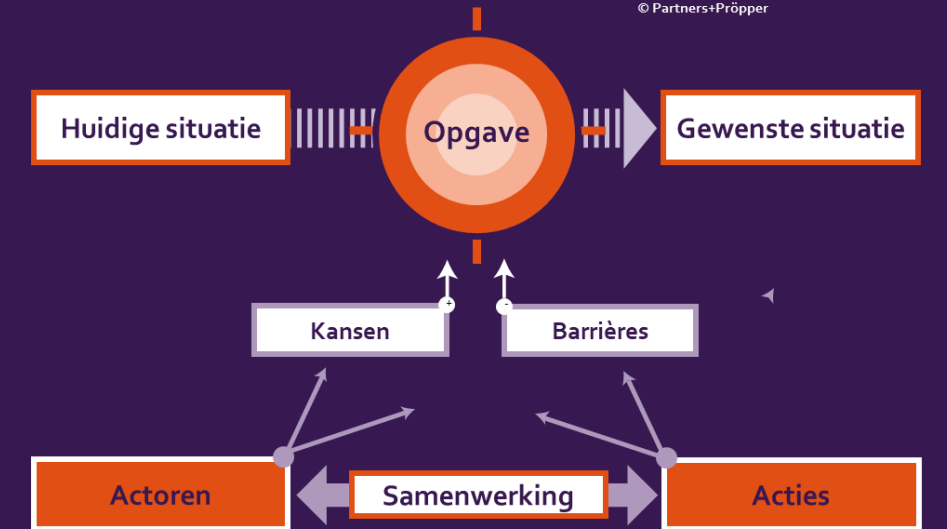 © Partners+Pröpper
Huidige situatie
Opgave
Gewenste situatie
+
-
Kansen
Barrières
Actoren
Samenwerking
Acties